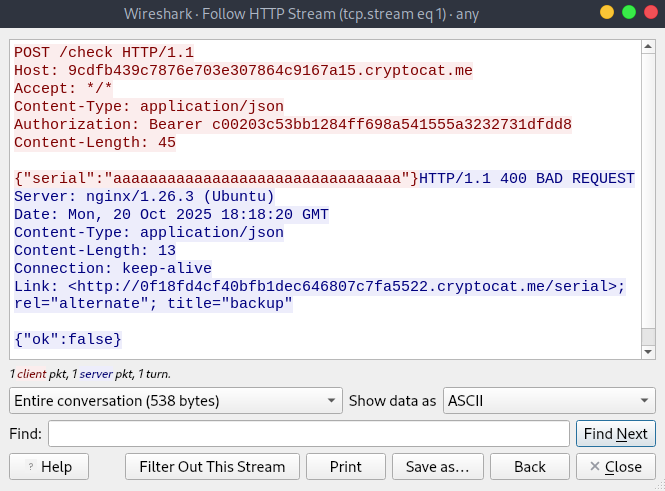 Wireshark · Follow HTTP Stream (tcp.stream eq 1) · any
POST /check HTTP/1.1
Host: 9cdfb439c7876e703e307864c9167a15.cryptocat.me
Accept: */*
Content-Type: application/json
Authorization: Bearer c00203c53bb1284ff698a541555a3232731dfdd8
Content-Length: 45
{"serial":"aaaaaaaaaaaaaaaaaaaaaaaaaaaaaaaa"}HTTP/1.1 400 BAD REQUEST
Server: nginx/1.26.3 (Ubuntu)
Date: Mon, 20 Oct 2025 18:18:20 GMT
Content-Type: application/json
Content-Length: 13
Connection: keep-alive
Link: <http://0f18fd4cf40bfb1dec646807c7fa5522.cryptocat.me/serial>;
rel="alternate"; title="backup"
{"ok":false}
1 client pkt, 1 server pkt, 1 turn.
Entire conversation (538 bytes) Show data as ASCII
Find: Find Next
? Help Filter Out This Stream Print Save as… Back × Close